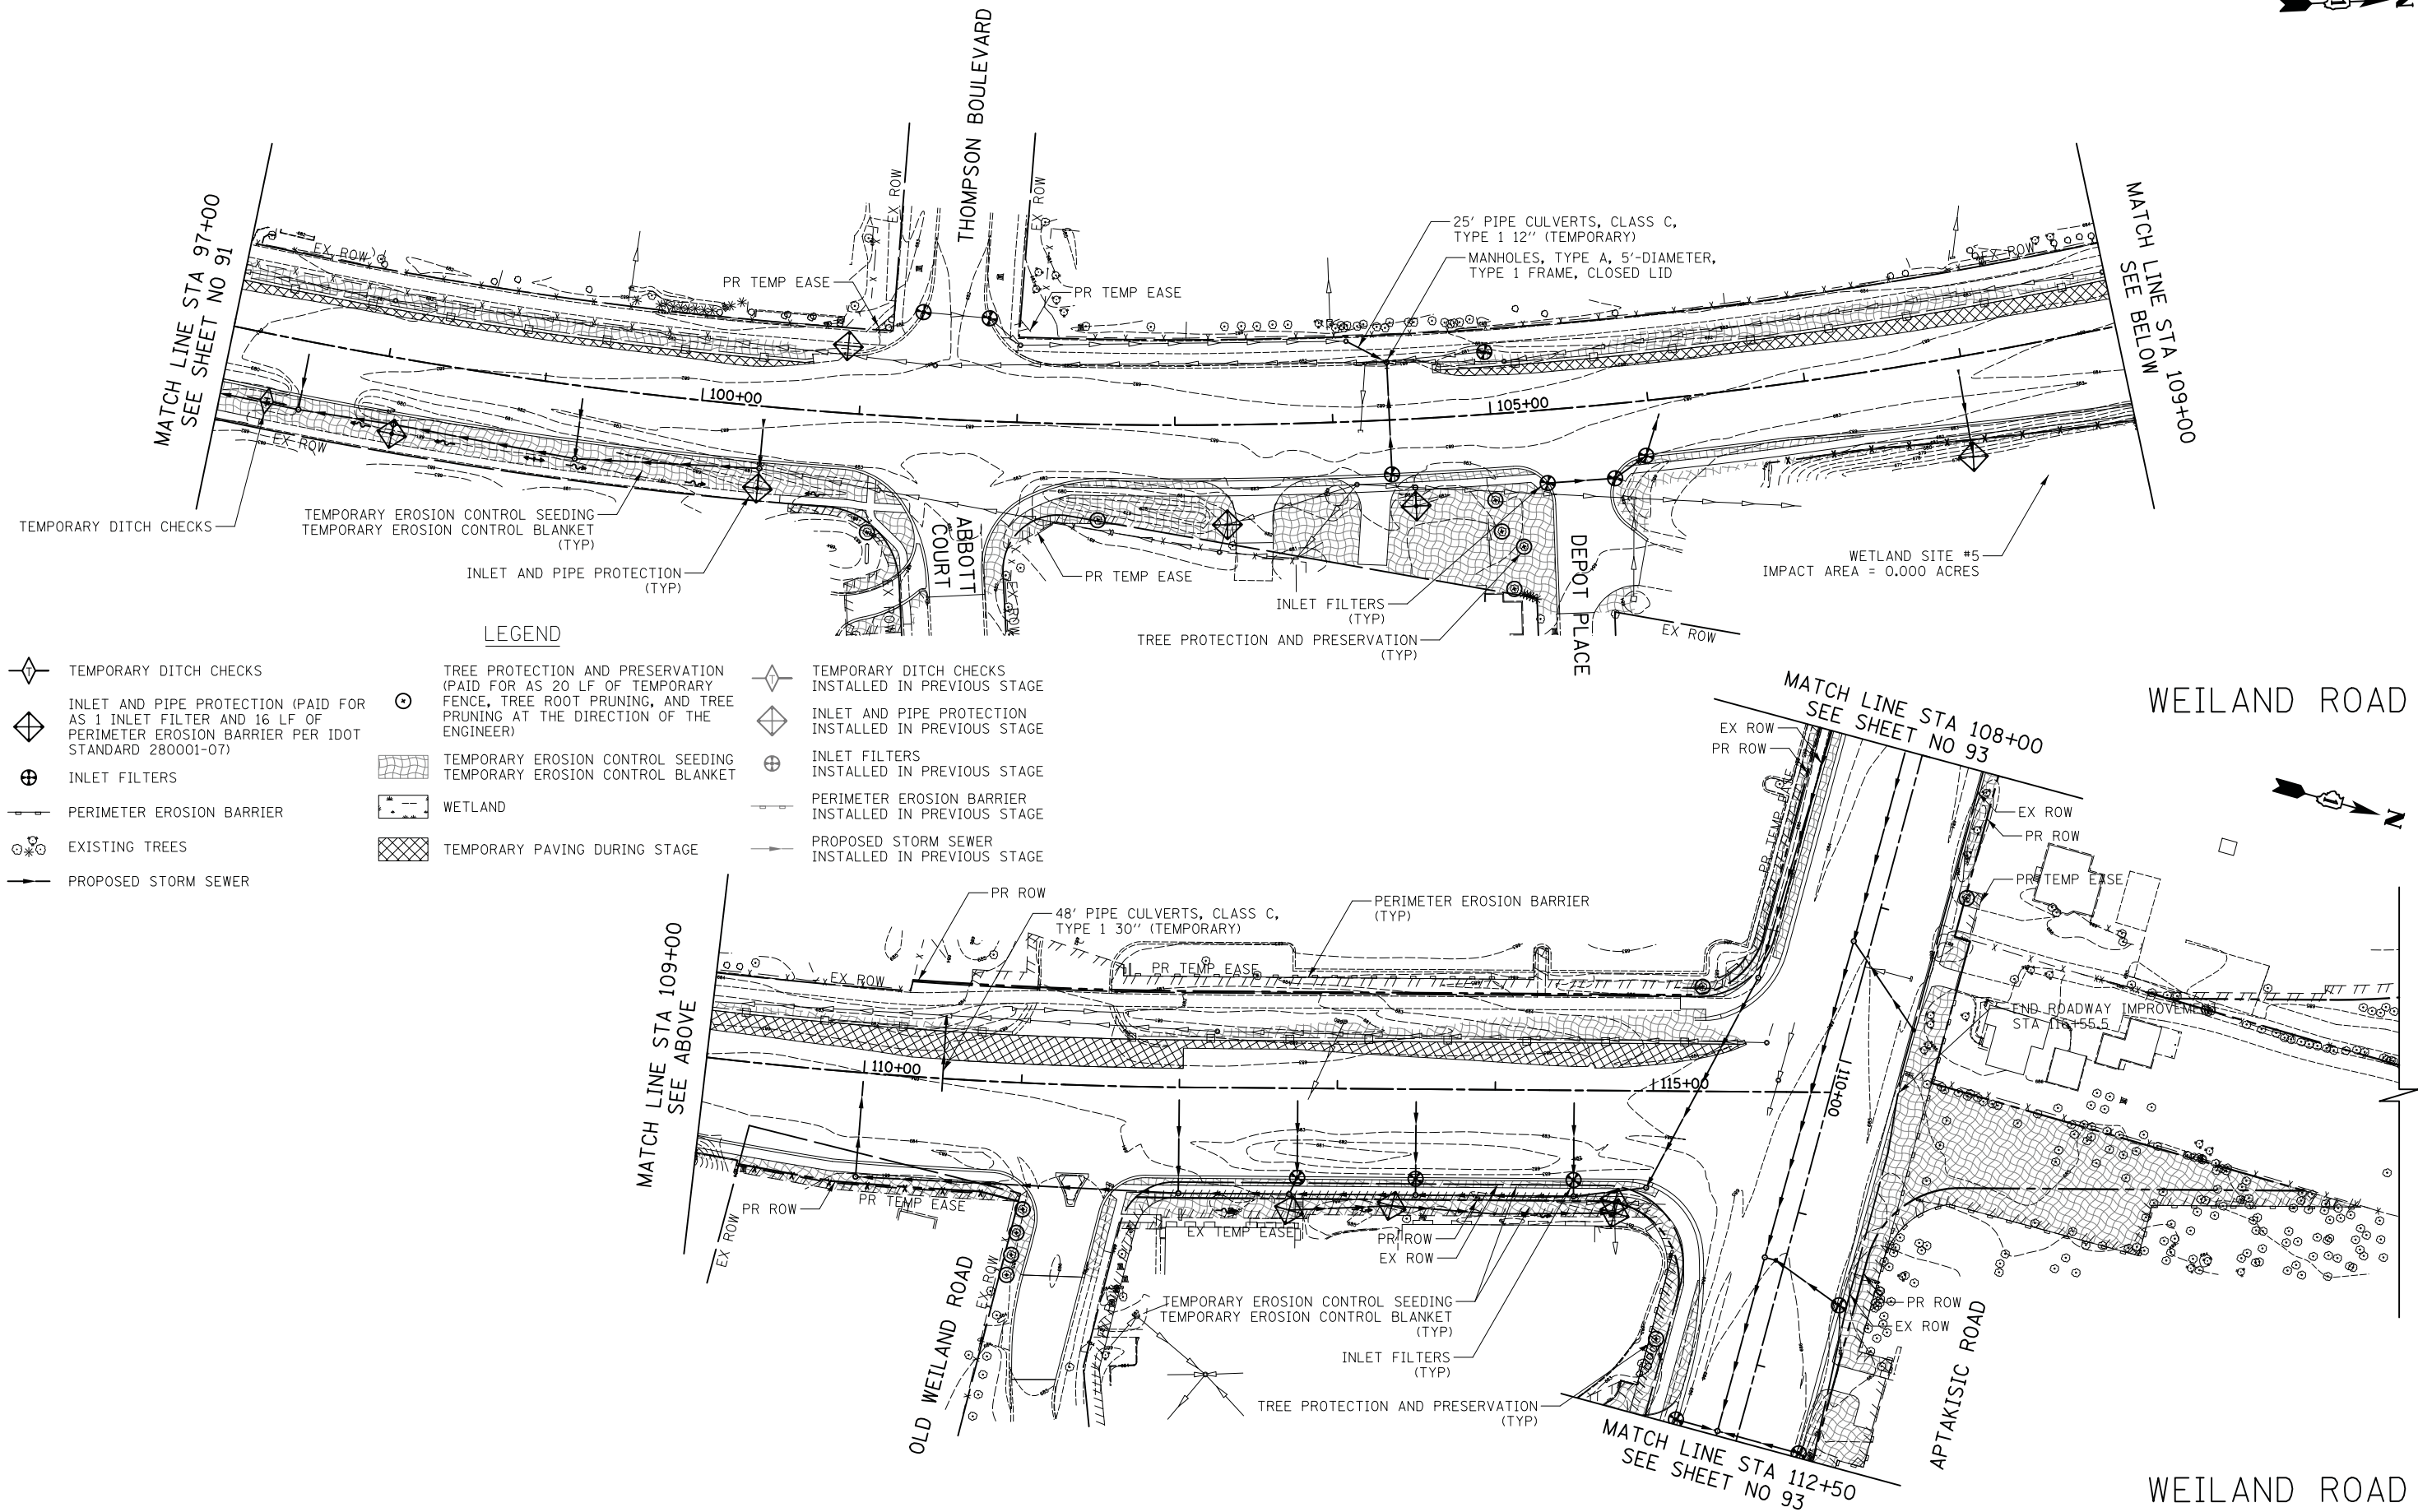 THOMPSON BOULEVARD
MATCH LINE STA 97+00
SEE SHEET NO 91
EX ROW
EX ROW
EX ROW
PR TEMP EASE
PR TEMP EASE
25' PIPE CULVERTS, CLASS C,
TYPE 1 12" (TEMPORARY)
MANHOLES, TYPE A, 5'-DIAMETER,
TYPE 1 FRAME, CLOSED LID
EX ROW
MATCH LINE STA 109+00
SEE BELOW
100+00
105+00
EX ROW
TEMPORARY DITCH CHECKS
TEMPORARY EROSION CONTROL SEEDING
TEMPORARY EROSION CONTROL BLANKET
(TYP)
INLET AND PIPE PROTECTION
(TYP)
ABBOTT
COURT
EX ROW
PR TEMP EASE
INLET FILTERS
(TYP)
TREE PROTECTION AND PRESERVATION
(TYP)
DEPOT PLACE
EX ROW
WETLAND SITE #5
IMPACT AREA = 0.000 ACRES
WEILAND ROAD
LEGEND
TEMPORARY DITCH CHECKS
INLET AND PIPE PROTECTION (PAID FOR
AS 1 INLET FILTER AND 16 LF OF
PERIMETER EROSION BARRIER PER IDOT
STANDARD 280001-07)
INLET FILTERS
PERIMETER EROSION BARRIER
EXISTING TREES
PROPOSED STORM SEWER
TREE PROTECTION AND PRESERVATION
(PAID FOR AS 20 LF OF TEMPORARY
FENCE, TREE ROOT PRUNING, AND TREE
PRUNING AT THE DIRECTION OF THE
ENGINEER)
TEMPORARY EROSION CONTROL SEEDING
TEMPORARY EROSION CONTROL BLANKET
WETLAND
TEMPORARY PAVING DURING STAGE
TEMPORARY DITCH CHECKS
INSTALLED IN PREVIOUS STAGE
INLET AND PIPE PROTECTION
INSTALLED IN PREVIOUS STAGE
INLET FILTERS
INSTALLED IN PREVIOUS STAGE
PERIMETER EROSION BARRIER
INSTALLED IN PREVIOUS STAGE
PROPOSED STORM SEWER
INSTALLED IN PREVIOUS STAGE
MATCH LINE STA 108+00
SEE SHEET NO 93
EX ROW
PR ROW
PR TEMP EASE
EX ROW
PR ROW
PR TEMP EASE
N
MATCH LINE STA 109+00
SEE ABOVE
PR ROW
48' PIPE CULVERTS, CLASS C,
TYPE 1 30" (TEMPORARY)
PERIMETER EROSION BARRIER
(TYP)
EX ROW
PR TEMP EASE
END ROADWAY IMPROVEMENT
110+00
115+00
110+00
PR ROW
PR TEMP EASE
EX ROW
OLD WEILAND ROAD
EX ROW
EX TEMP EASE
PR ROW
EX ROW
TEMPORARY EROSION CONTROL SEEDING
TEMPORARY EROSION CONTROL BLANKET
(TYP)
INLET FILTERS
(TYP)
TREE PROTECTION AND PRESERVATION
(TYP)
PR ROW
EX ROW
APTAKISIC ROAD
MATCH LINE STA 112+50
SEE SHEET NO 93
WEILAND ROAD